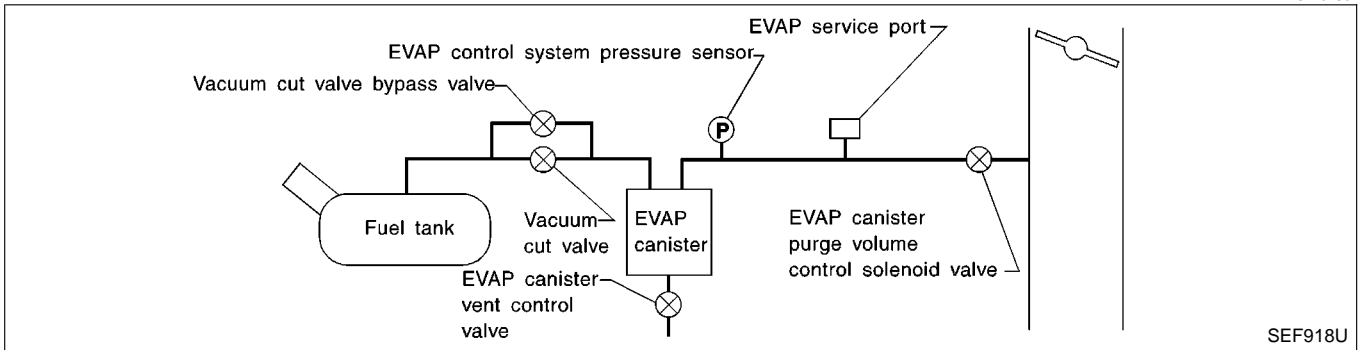 EVAP service port
EVAP control system pressure sensor
Vacuum cut valve bypass valve
P
Fuel tank
Vacuum
cut valve
EVAP
canister
EVAP canister
purge volume
control solenoid valve
EVAP canister
vent control
valve
SEF918U